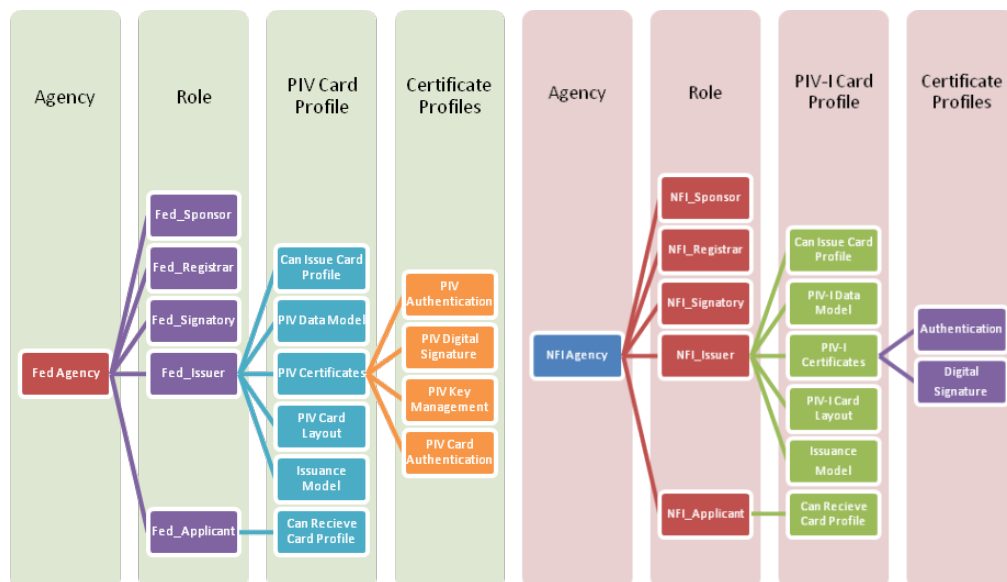 Agency
Role
PIV Card
Profile
Certificate
Profiles
Fed Agency
Fed_Sponsor
Fed_Registrar
Fed_Signatory
Fed_Issuer
Fed_Applicant
Can Issue Card
Profile
PIV Data Model
PIV Certificates
PIV Card
Layout
Issuance
Model
Can Recieve
Card Profile
PIV
Authentication
PIV Digital
Signature
PIV Key
Management
PIV Card
Authentication
Agency
Role
PIV-I Card
Profile
Certificate
Profiles
NFI Agency
NFI_Sponsor
NFI_Registrar
NFI_Signatory
NFI_Issuer
NFI_Applicant
Can Issue Card
Profile
PIV-I Data
Model
PIV-I
Certificates
PIV-I Card
Layout
Issuance
Model
Can Recieve
Card Profile
Authentication
Digital
Signature